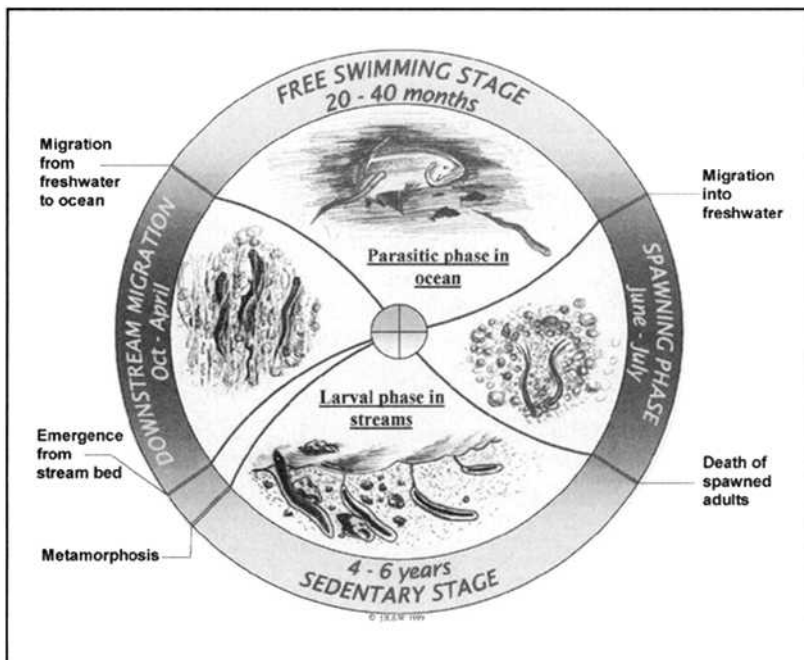 FREE SWIMMING STAGE
20 - 40 months
Migration
from
freshwater
to ocean
Migration
into
freshwater
Parasitic phase in
ocean
DOWNSTREAM MIGRATION
Oct - April
SPAWNING PHASE
June - July
Larval phase in
streams
Emergence
from
stream bed
Death of
spawned
adults
Metamorphosis
4 - 6 years
SEDENTARY STAGE
© 1999